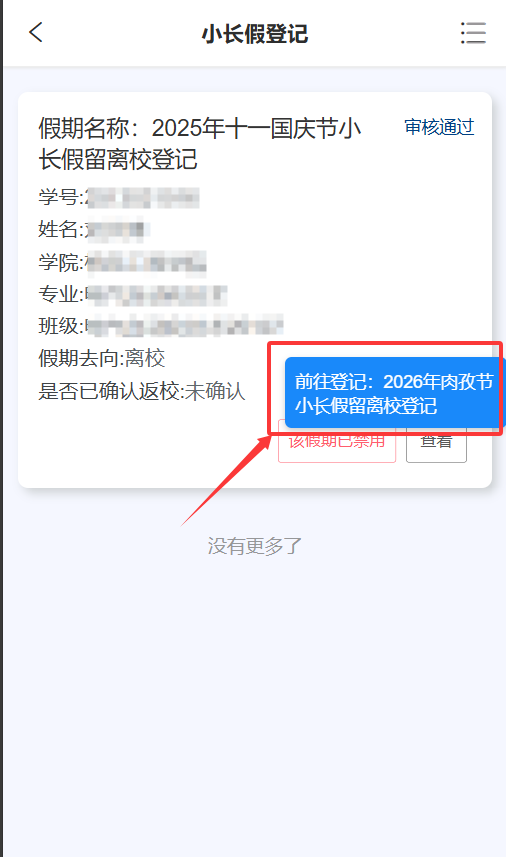 小长假登记
假期名称：2025年十一国庆节小
长假留离校登记
审核通过
学号:
姓名:
学院:
专业:
班级:
假期去向:离校
是否已确认返校:未确认
前往登记：2026年肉孜节
小长假留离校登记
该假期已禁用
查看
没有更多了